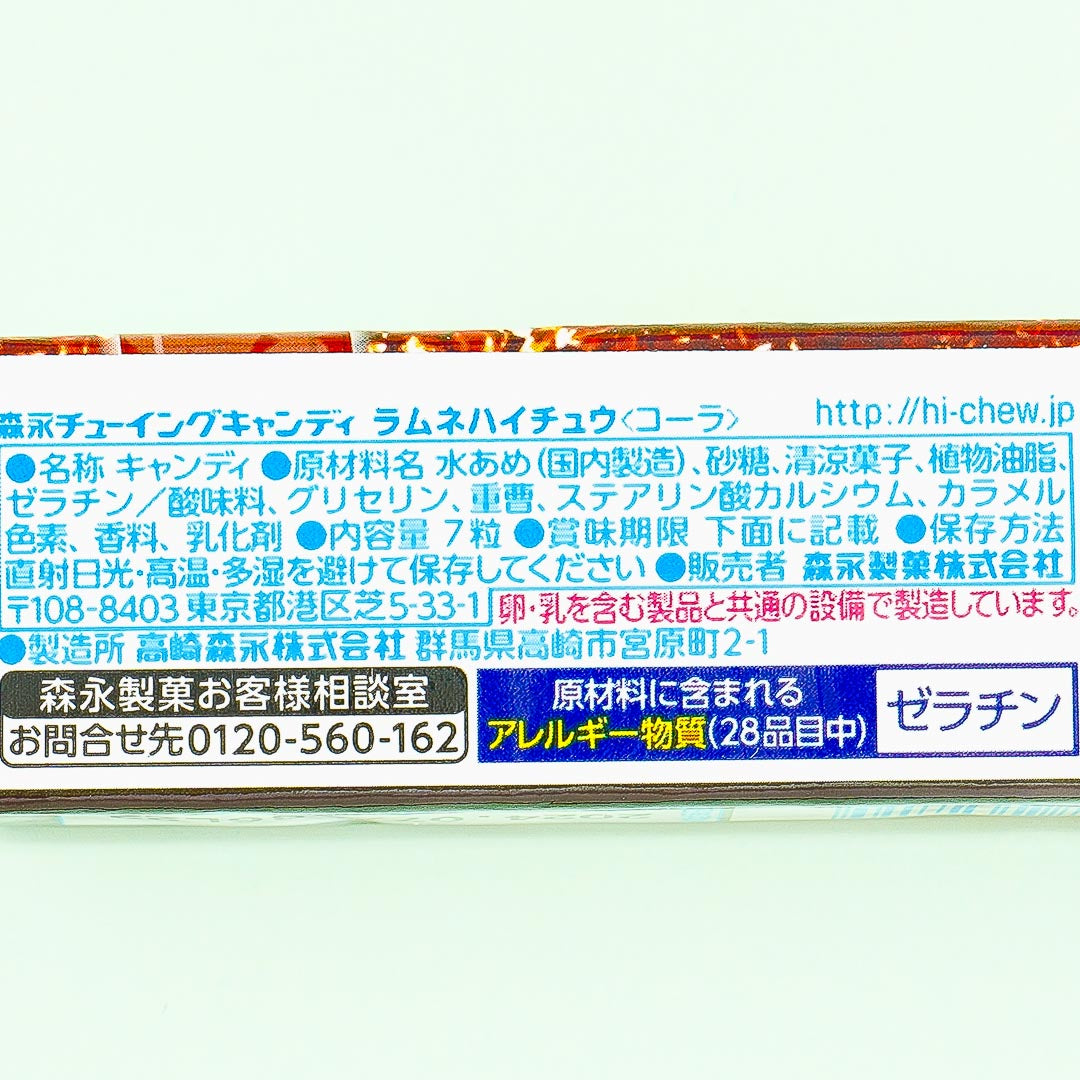 森永チューイングキャンディ ラムネハイチュウ〈コーラ〉 http://hi-chew.jp
●名称 キャンディ ●原材料名 水あめ(国内製造)、砂糖、清涼菓子、植物油脂、
ゼラチン／酸味料、グリセリン、重曹、ステアリン酸カルシウム、カラメル
色素、香料、乳化剤 ●内容量 7粒 ●賞味期限 下面に記載 ●保存方法
直射日光・高温・多湿を避けて保存してください ●販売者 森永製菓株式会社
〒108-8403 東京都港区芝5-33-1 卵・乳を含む製品と共通の設備で製造しています。
●製造所 高崎森永株式会社 群馬県高崎市宮原町2-1
森永製菓お客様相談室
お問合せ先0120-560-162
原材料に含まれる
アレルギー物質(28品目中)
ゼラチン